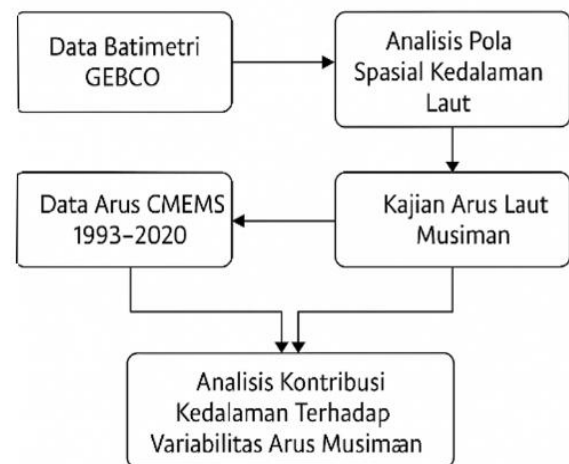 Data Batimetri
GEBCO
Analisis Pola
Spasial Kedalaman
Laut
Data Arus CMEMS
1993–2020
Kajian Arus Laut
Musiman
Analisis Kontribusi
Kedalaman Terhadap
Variabilitas Arus Musimaan